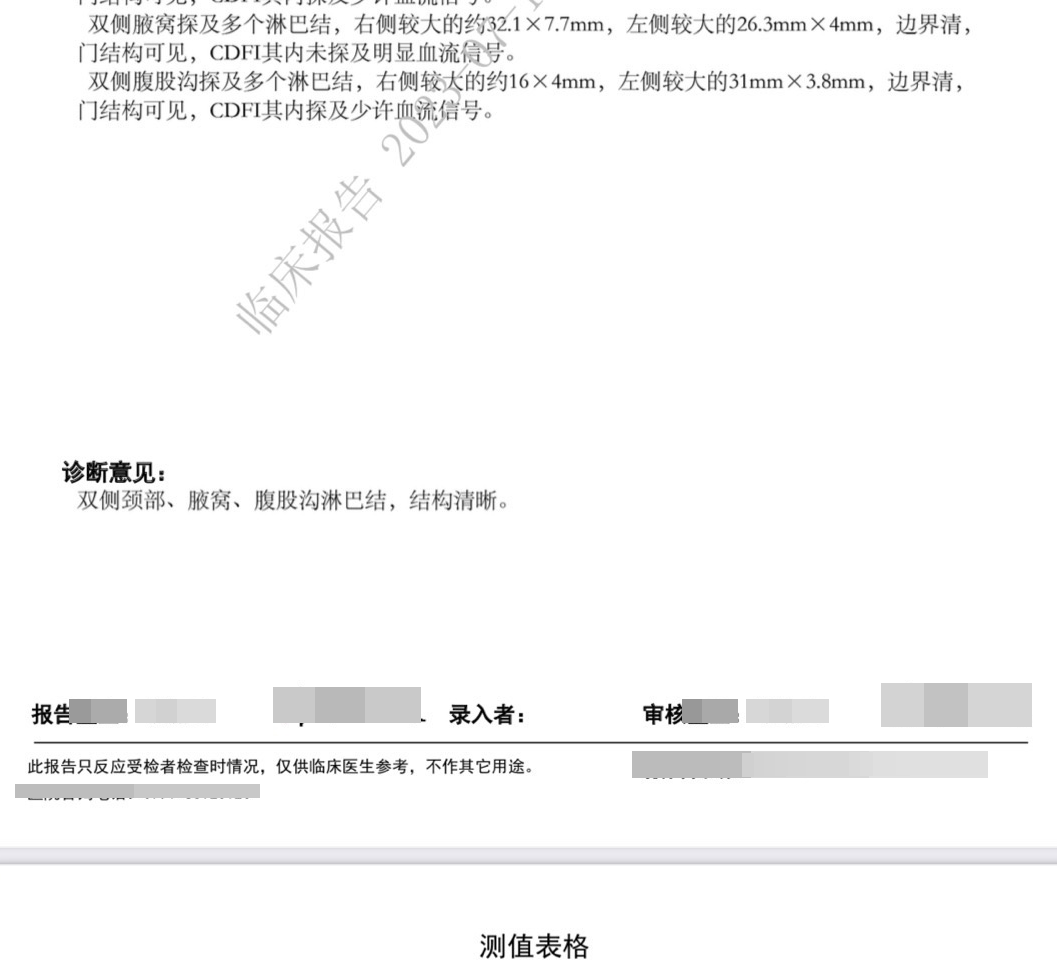 双侧腋窝探及多个淋巴结，右侧较大的约32.1×7.7mm，左侧较大的26.3mm×4mm，边界清，
门结构可见，CDFI其内未探及明显血流信号。
双侧腹股沟探及多个淋巴结，右侧较大的约16×4mm，左侧较大的31mm×3.8mm，边界清，
门结构可见，CDFI其内探及少许血流信号。
临床报告 2023-07-1
诊断意见：
双侧颈部、腋窝、腹股沟淋巴结，结构清晰。
报告 录入者： 审核
此报告只反应受检者检查时情况，仅供临床医生参考，不作其它用途。
测值表格